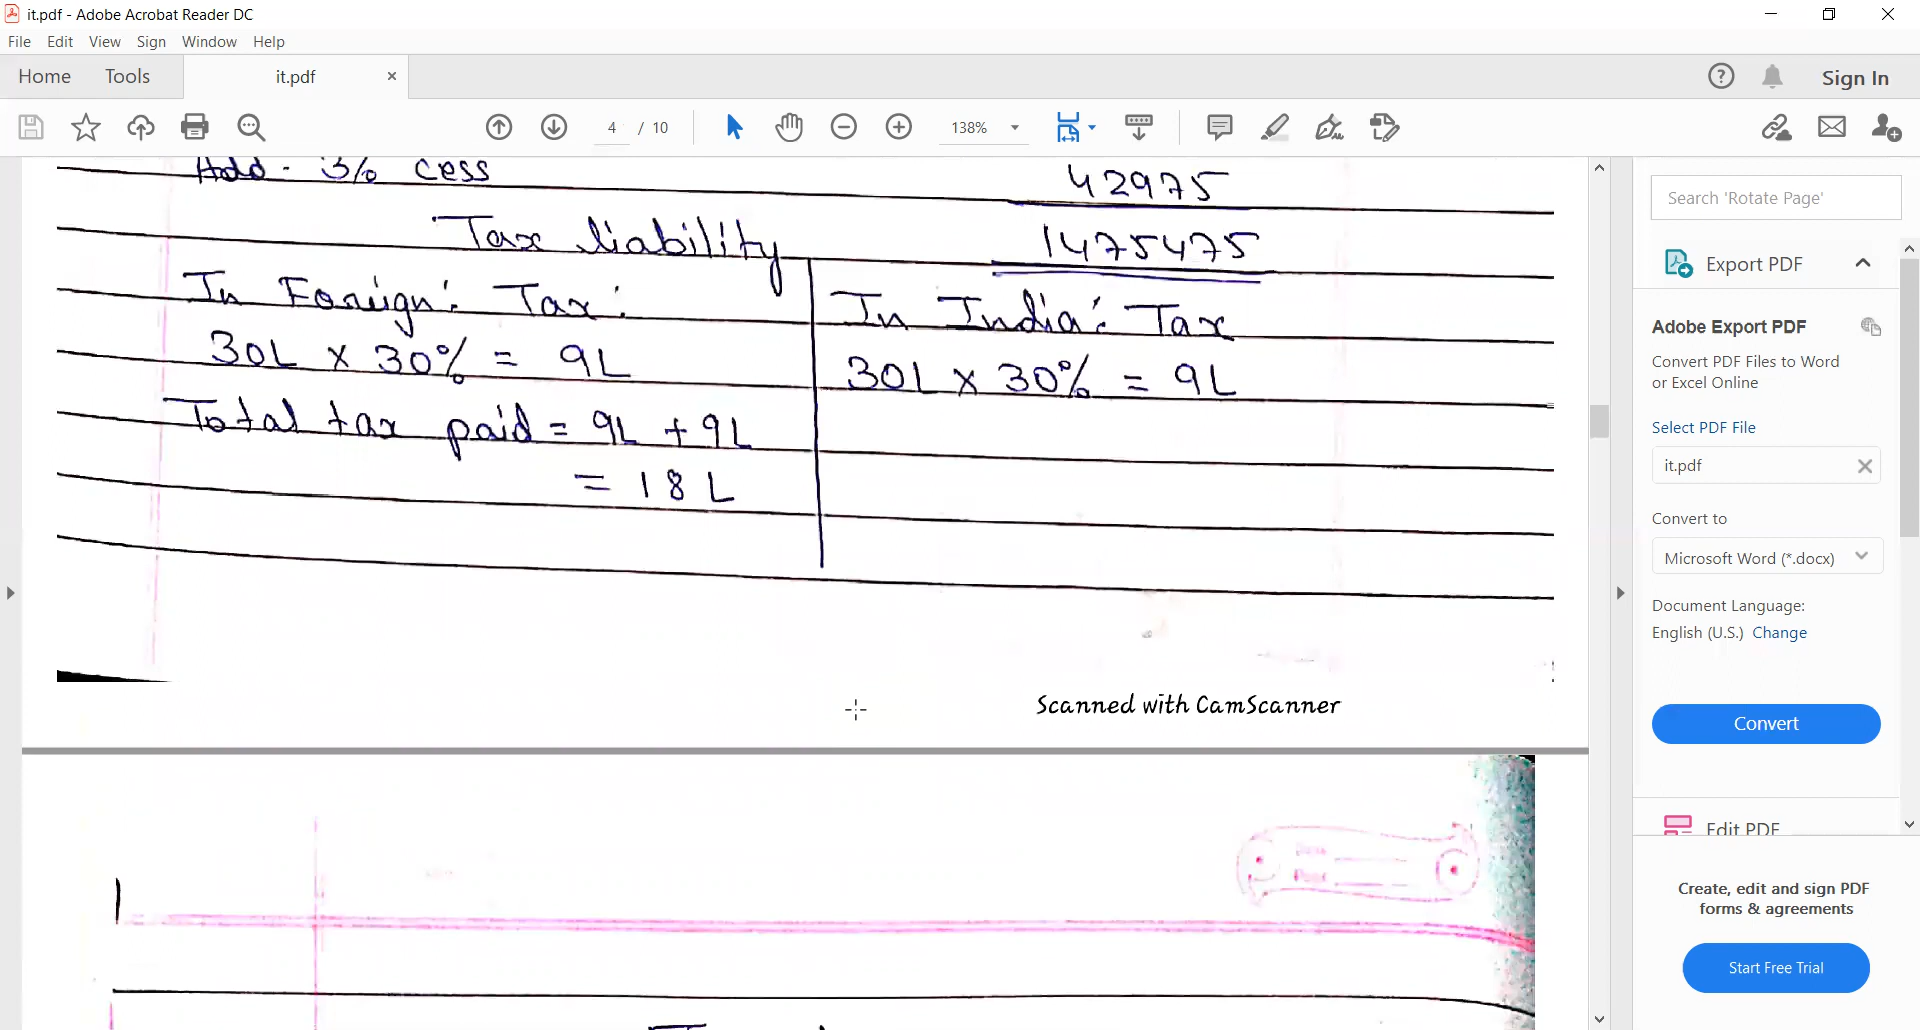 it.pdf - Adobe Acrobat Reader DC
File Edit View Sign Window Help
Home Tools it.pdf × Sign In
4 / 10 138%
Add - 3% cess 42975
Tax liability 1475475
In Foreign: Tax:
30L × 30% = 9L
Total tax paid = 9L + 9L
= 18 L
In India: Tax
30L × 30% = 9L
Scanned with CamScanner
Search 'Rotate Page'
Export PDF
Adobe Export PDF
Convert PDF Files to Word
or Excel Online
Select PDF File
it.pdf
Convert to
Microsoft Word (*.docx)
Document Language:
English (U.S.) Change
Convert
Edit PDF
Create, edit and sign PDF
forms & agreements
Start Free Trial